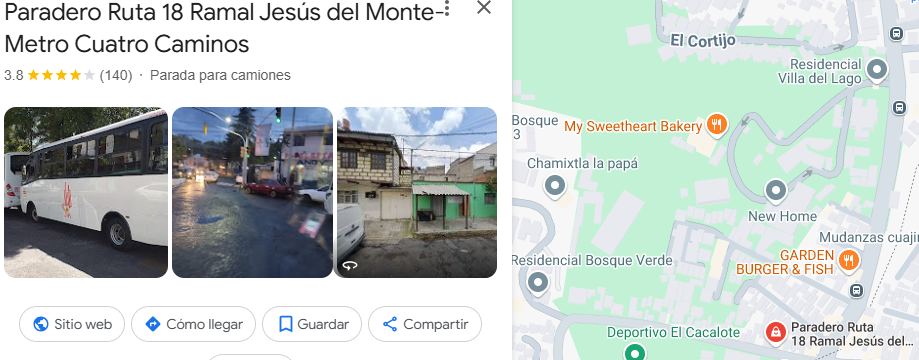 Paradero Ruta 18 Ramal Jesús del Monte-
Metro Cuatro Caminos
3.8 (140) · Parada para camiones
Sitio web
Cómo llegar
Guardar
Compartir
El Cortijo
Residencial
Villa del Lago
Bosque
3
My Sweetheart Bakery
Chamixtla la papá
New Home
Mudanzas cuaji
GARDEN
BURGER & FISH
Residencial Bosque Verde
Paradero Ruta
18 Ramal Jesús del...
Deportivo El Cacalote